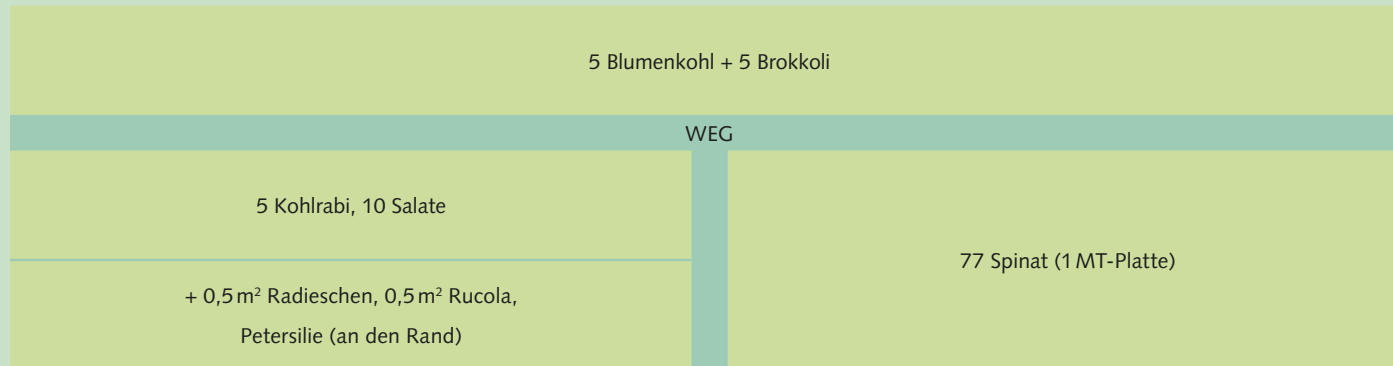 5 Blumenkohl + 5 Brokkoli
WEG
5 Kohlrabi, 10 Salate
+ 0,5 m² Radieschen, 0,5 m² Rucola,
Petersilie (an den Rand)
77 Spinat (1 MT-Platte)